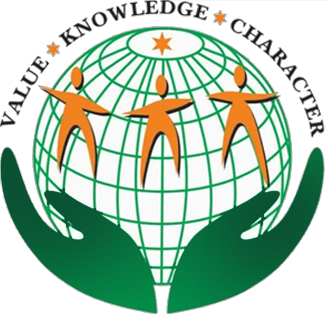 VALUE ✶ KNOWLEDGE ✶ CHARACTER